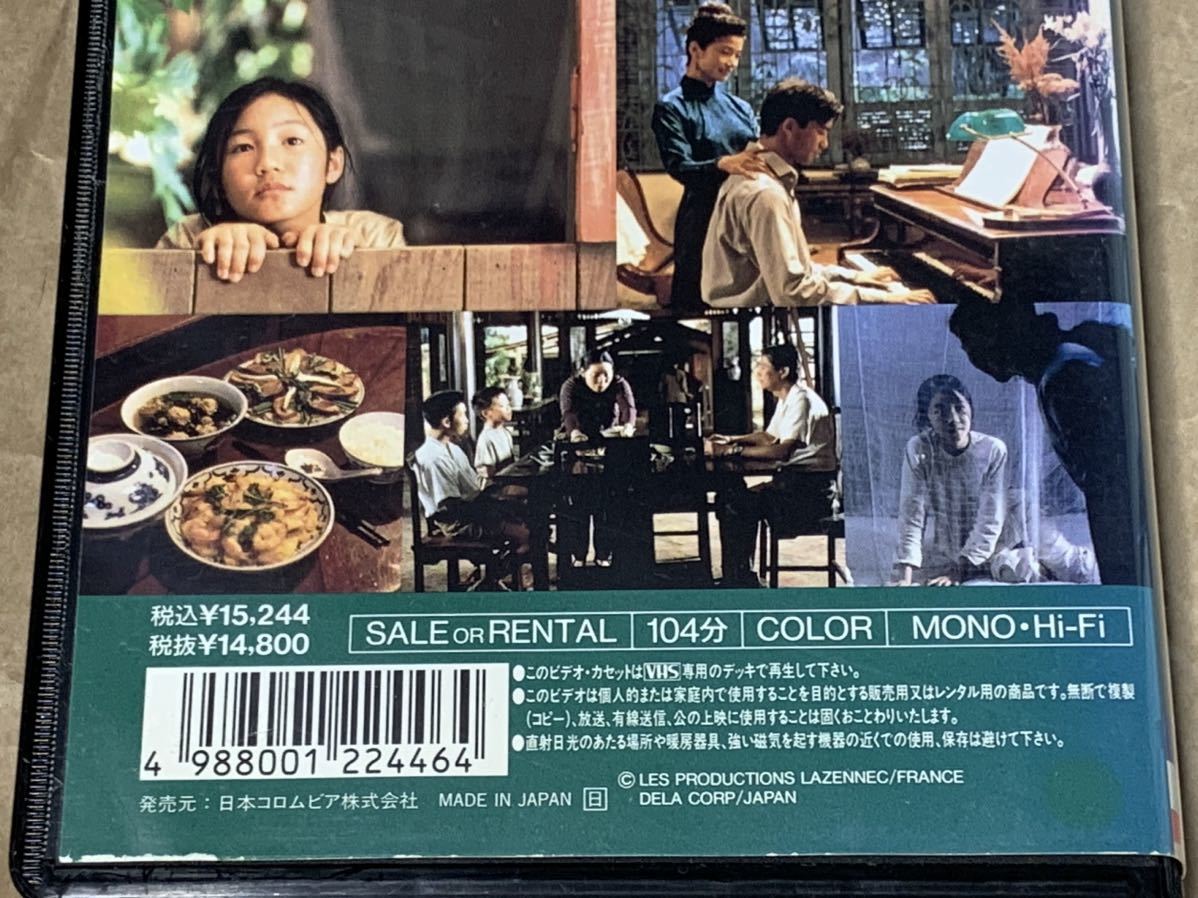 税込¥15,244
税抜¥14,800
SALE OR RENTAL 104分 COLOR MONO・Hi-Fi
●このビデオ・カセットはVHS専用のデッキで再生して下さい。
●このビデオは個人的または家庭内で使用することを目的とする販売用又はレンタル用の商品です。無断で複製
(コピー)、放送、有線送信、公の上映に使用することは固くおことわりいたします。
●直射日光のあたる場所や暖房器具、強い磁気を起す機器の近くでの使用、保存は避けて下さい。
4 988001 224464
© LES PRODUCTIONS LAZENNEC/FRANCE
DELA CORP/JAPAN
発売元:日本コロムビア株式会社 MADE IN JAPAN 日